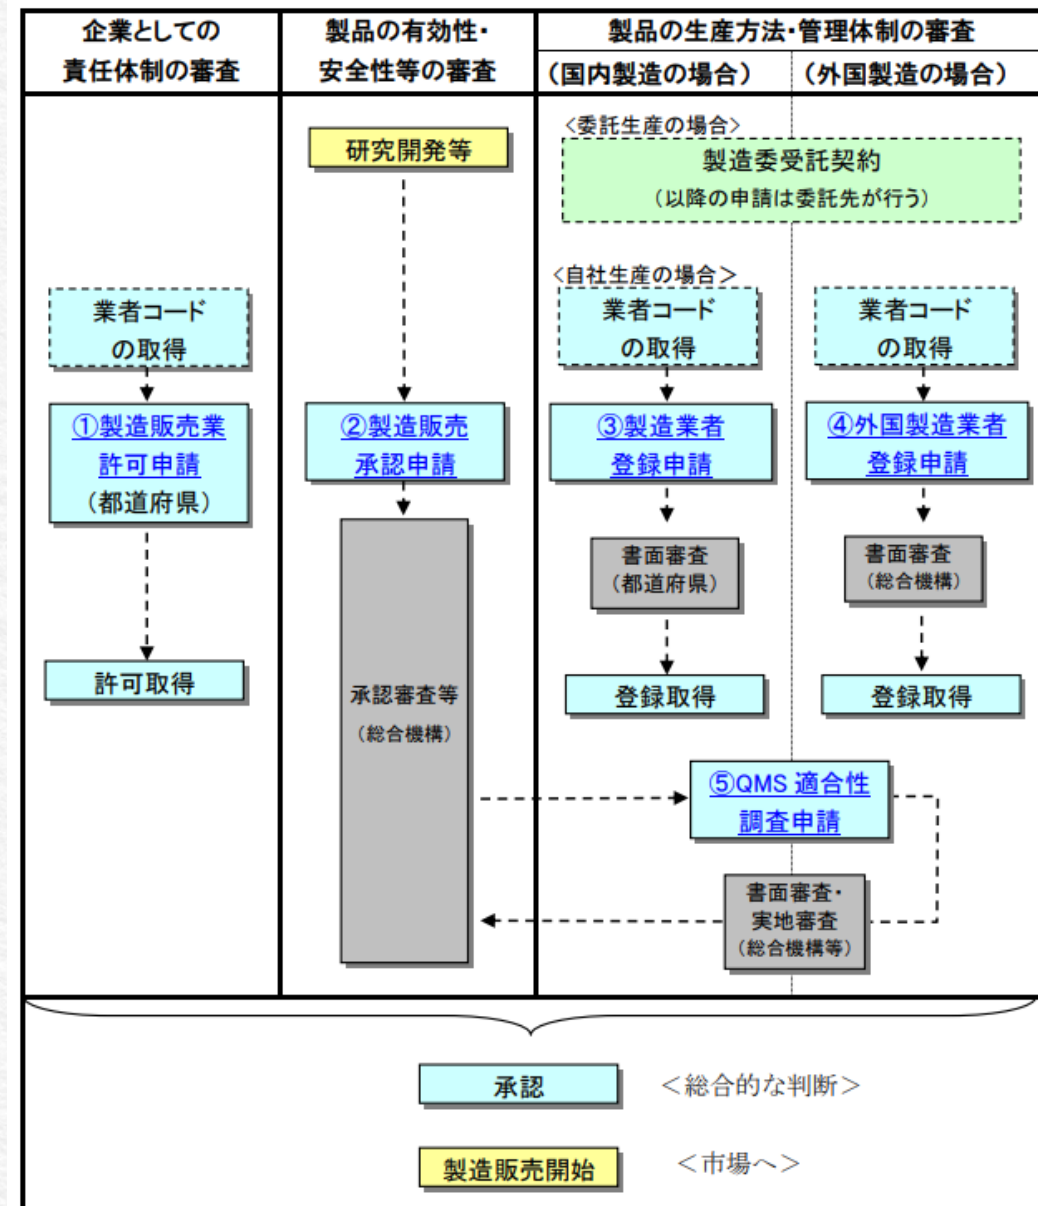 企業としての
責任体制の審査
製品の有効性・
安全性等の審査
製品の生産方法・管理体制の審査
（国内製造の場合）
（外国製造の場合）
研究開発等
<委託生産の場合>
製造委受託契約
（以降の申請は委託先が行う）
<自社生産の場合＞
業者コード
の取得
業者コード
の取得
業者コード
の取得
①製造販売業
許可申請
（都道府県）
②製造販売
承認申請
③製造業者
登録申請
④外国製造業者
登録申請
書面審査
（都道府県）
書面審査
（総合機構）
許可取得
承認審査等
（総合機構）
登録取得
登録取得
⑤QMS 適合性
調査申請
書面審査・
実地審査
（総合機構等）
承認
＜総合的な判断＞
製造販売開始
＜市場へ＞